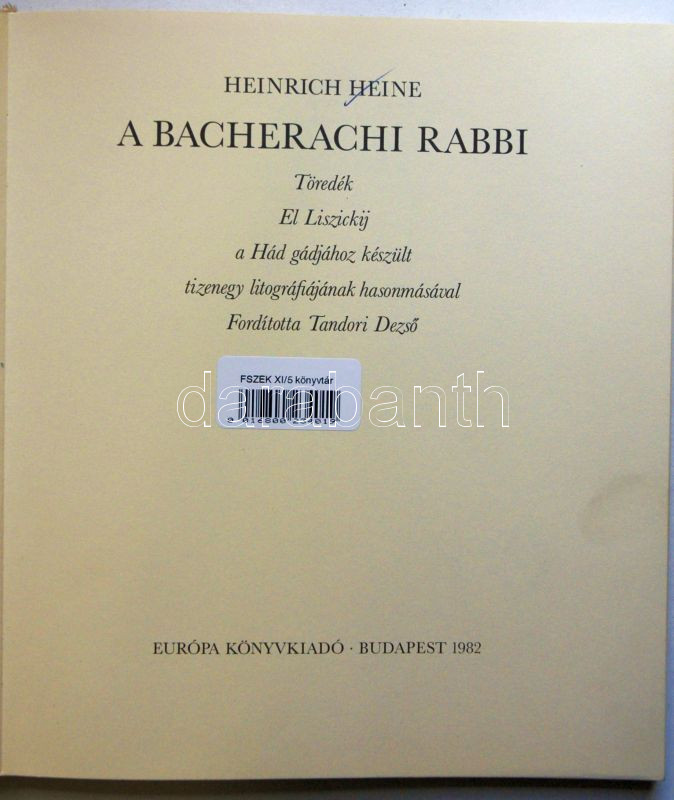 HEINRICH HEINE
A BACHERACHI RABBI
Töredék
El Liszickij
a Hád gádjához készült
tizenegy litográfiájának hasonmásával
Fordította Tandori Dezső
FSZEK XI/5 könyvtár
darabanth
EURÓPA KÖNYVKIADÓ · BUDAPEST 1982